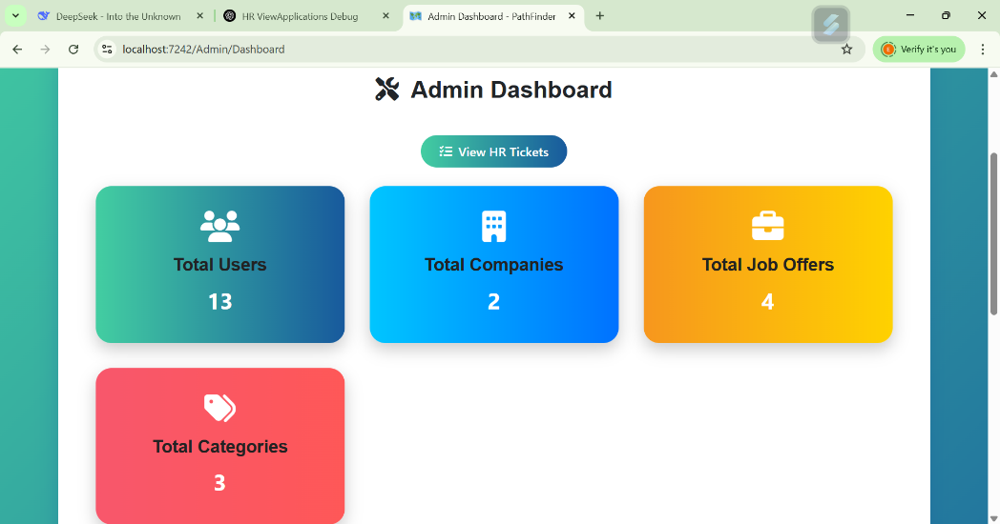 DeepSeek - Into the Unknown
HR ViewApplications Debug
Admin Dashboard - PathFinder
localhost:7242/Admin/Dashboard
E
Verify it's you
Admin Dashboard
View HR Tickets
Total Users
13
Total Companies
2
Total Job Offers
4
Total Categories
3